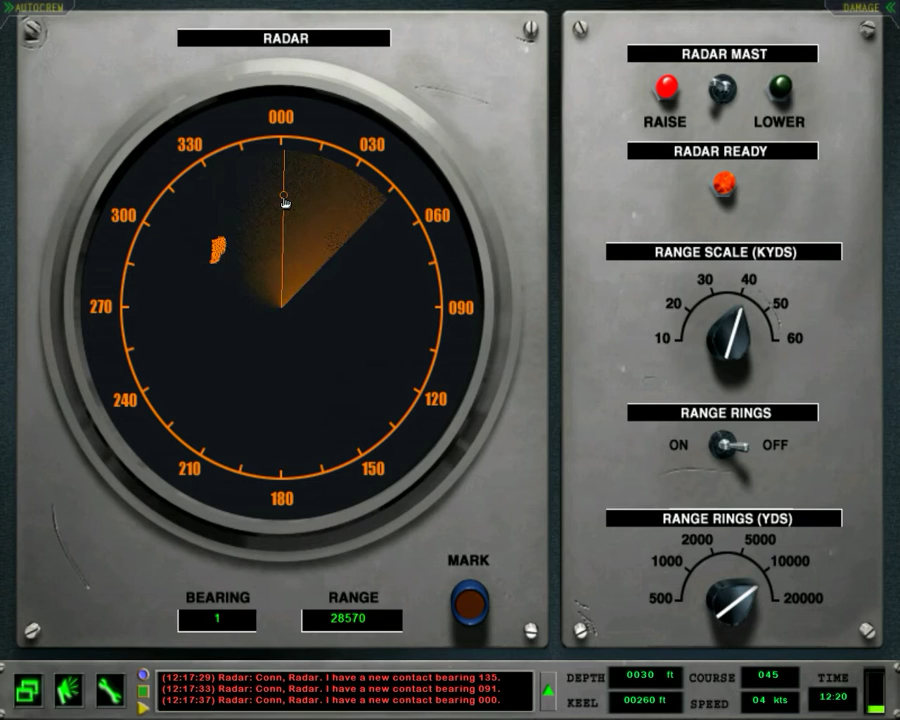 AUTOCREW
DAMAGE
RADAR
000
030
060
090
120
150
180
210
240
270
300
330
BEARING
1
RANGE
28570
MARK
RADAR MAST
RAISE
LOWER
RADAR READY
RANGE SCALE (KYDS)
10
20
30
40
50
60
RANGE RINGS
ON
OFF
RANGE RINGS (YDS)
500
1000
2000
5000
10000
20000
(12:17:29) Radar: Conn, Radar. I have a new contact bearing 135.
(12:17:33) Radar: Conn, Radar. I have a new contact bearing 091.
(12:17:37) Radar: Conn, Radar. I have a new contact bearing 000.
DEPTH 0030 ft
KEEL 00260 ft
COURSE 045
SPEED 04 kts
TIME
12:20